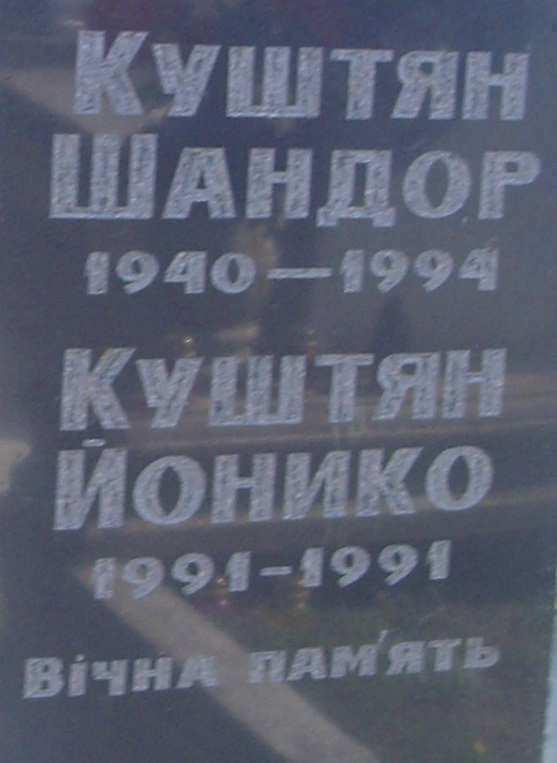 Куштян
Шандор
1940—1994
Куштян
Йонико
1991-1991
Вічна пам'ять